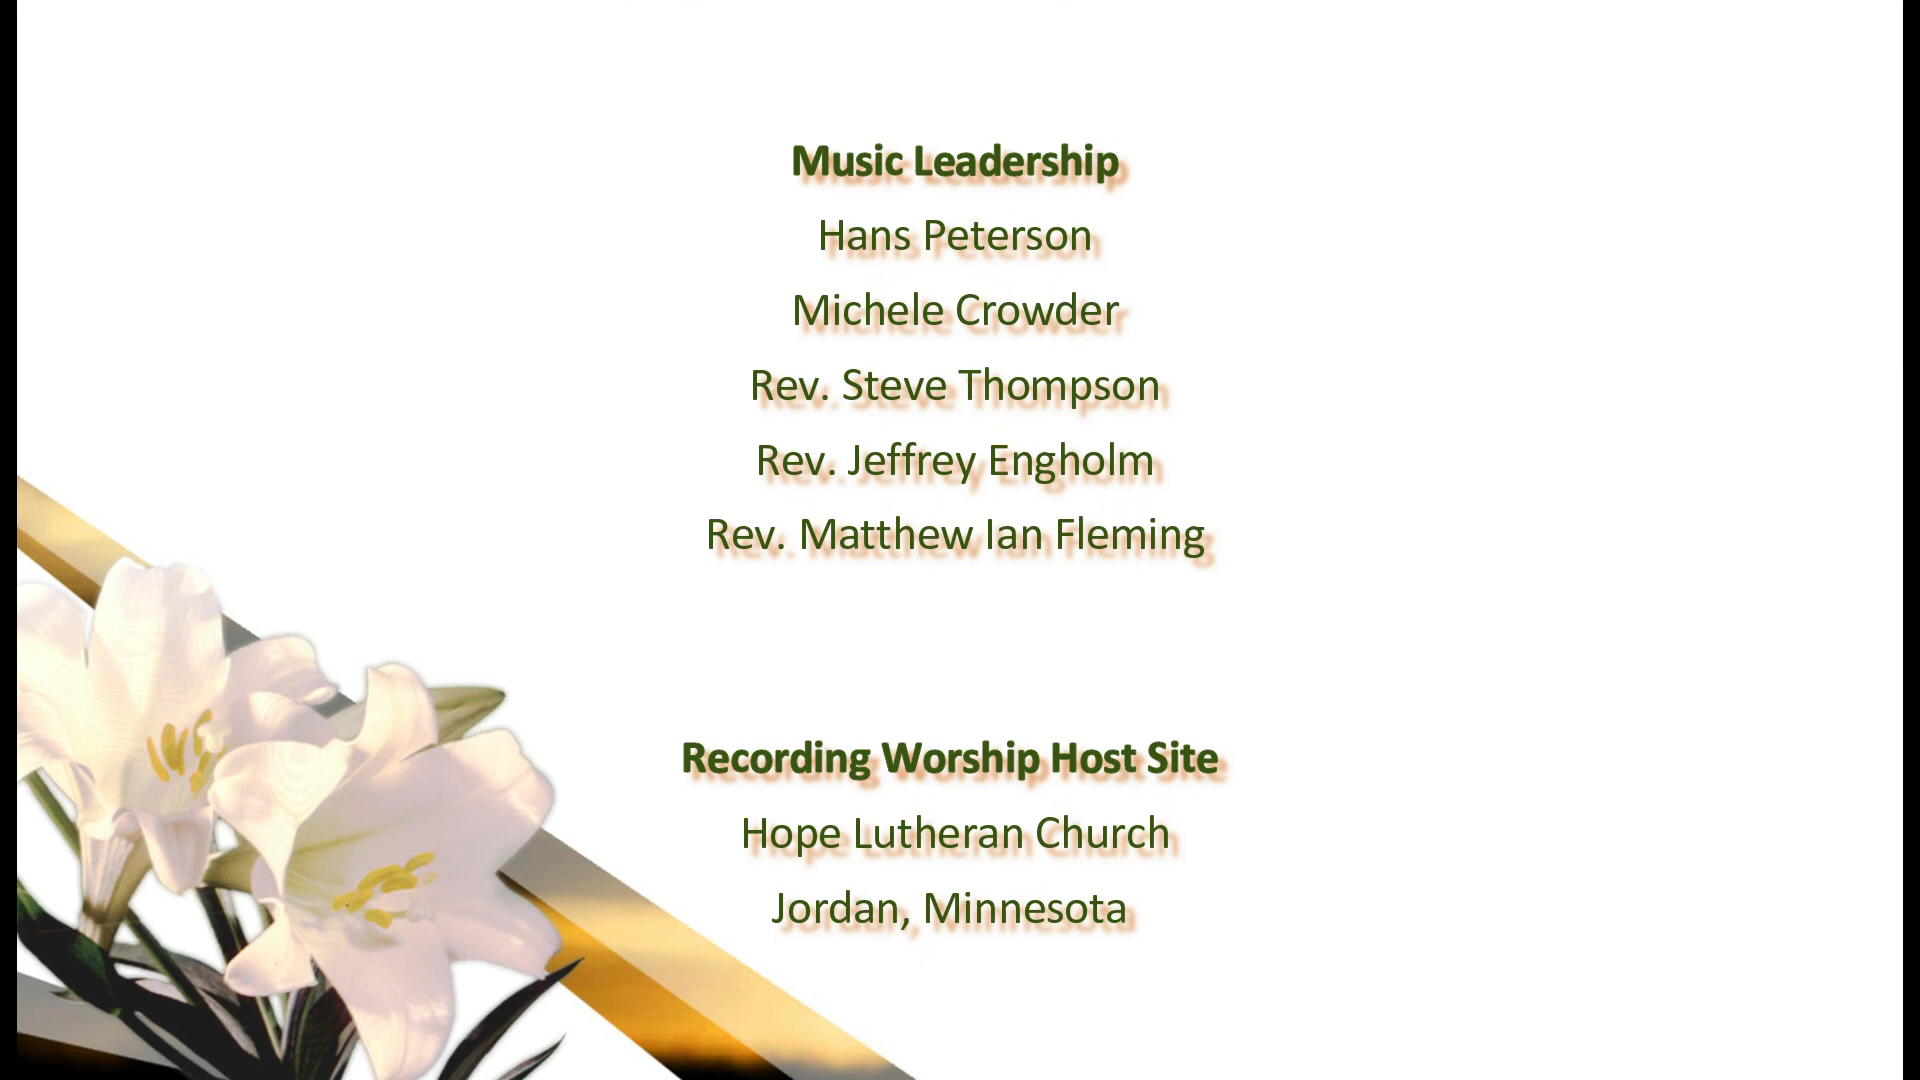 Music Leadership
Hans Peterson
Michele Crowder
Rev. Steve Thompson
Rev. Jeffrey Engholm
Rev. Matthew Ian Fleming
Recording Worship Host Site
Hope Lutheran Church
Jordan, Minnesota